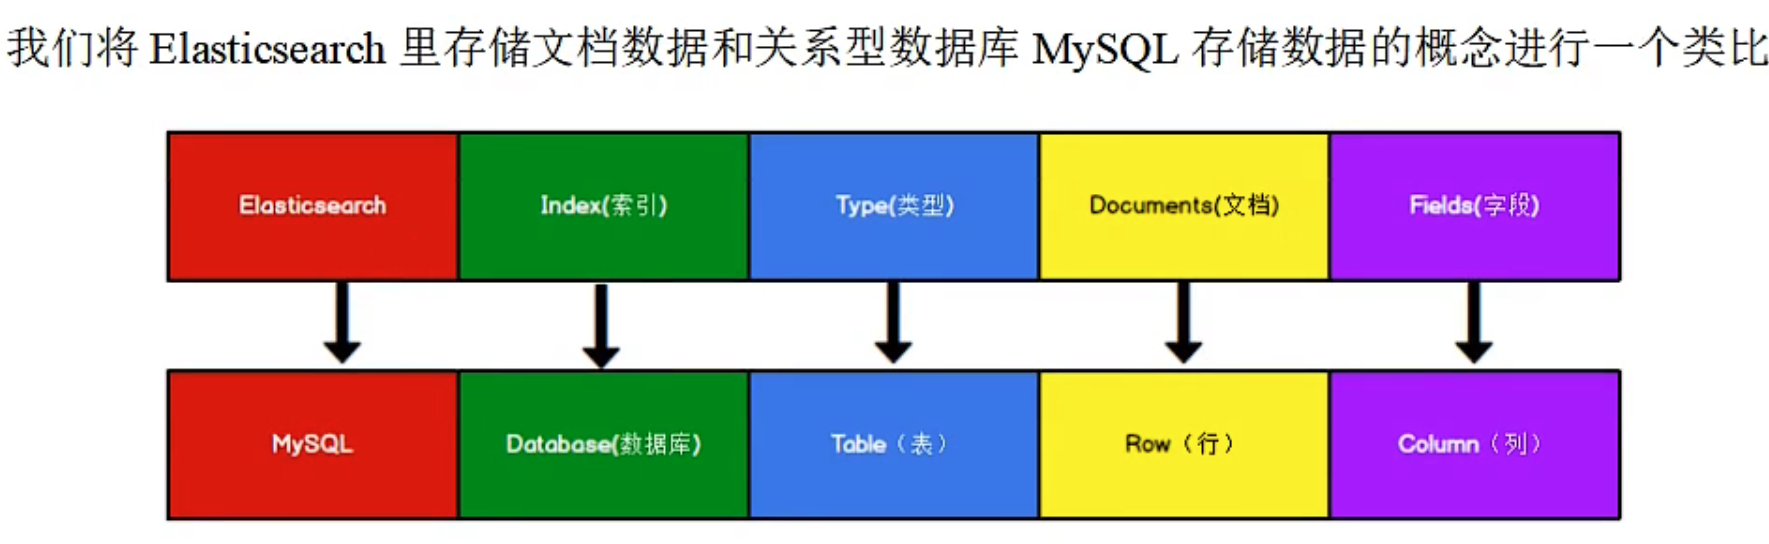 我们将 Elasticsearch 里存储文档数据和关系型数据库 MySQL 存储数据的概念进行一个类比
Elasticsearch
Index(索引)
Type(类型)
Documents(文档)
Fields(字段)
MySQL
Database(数据库)
Table（表）
Row（行）
Column（列）